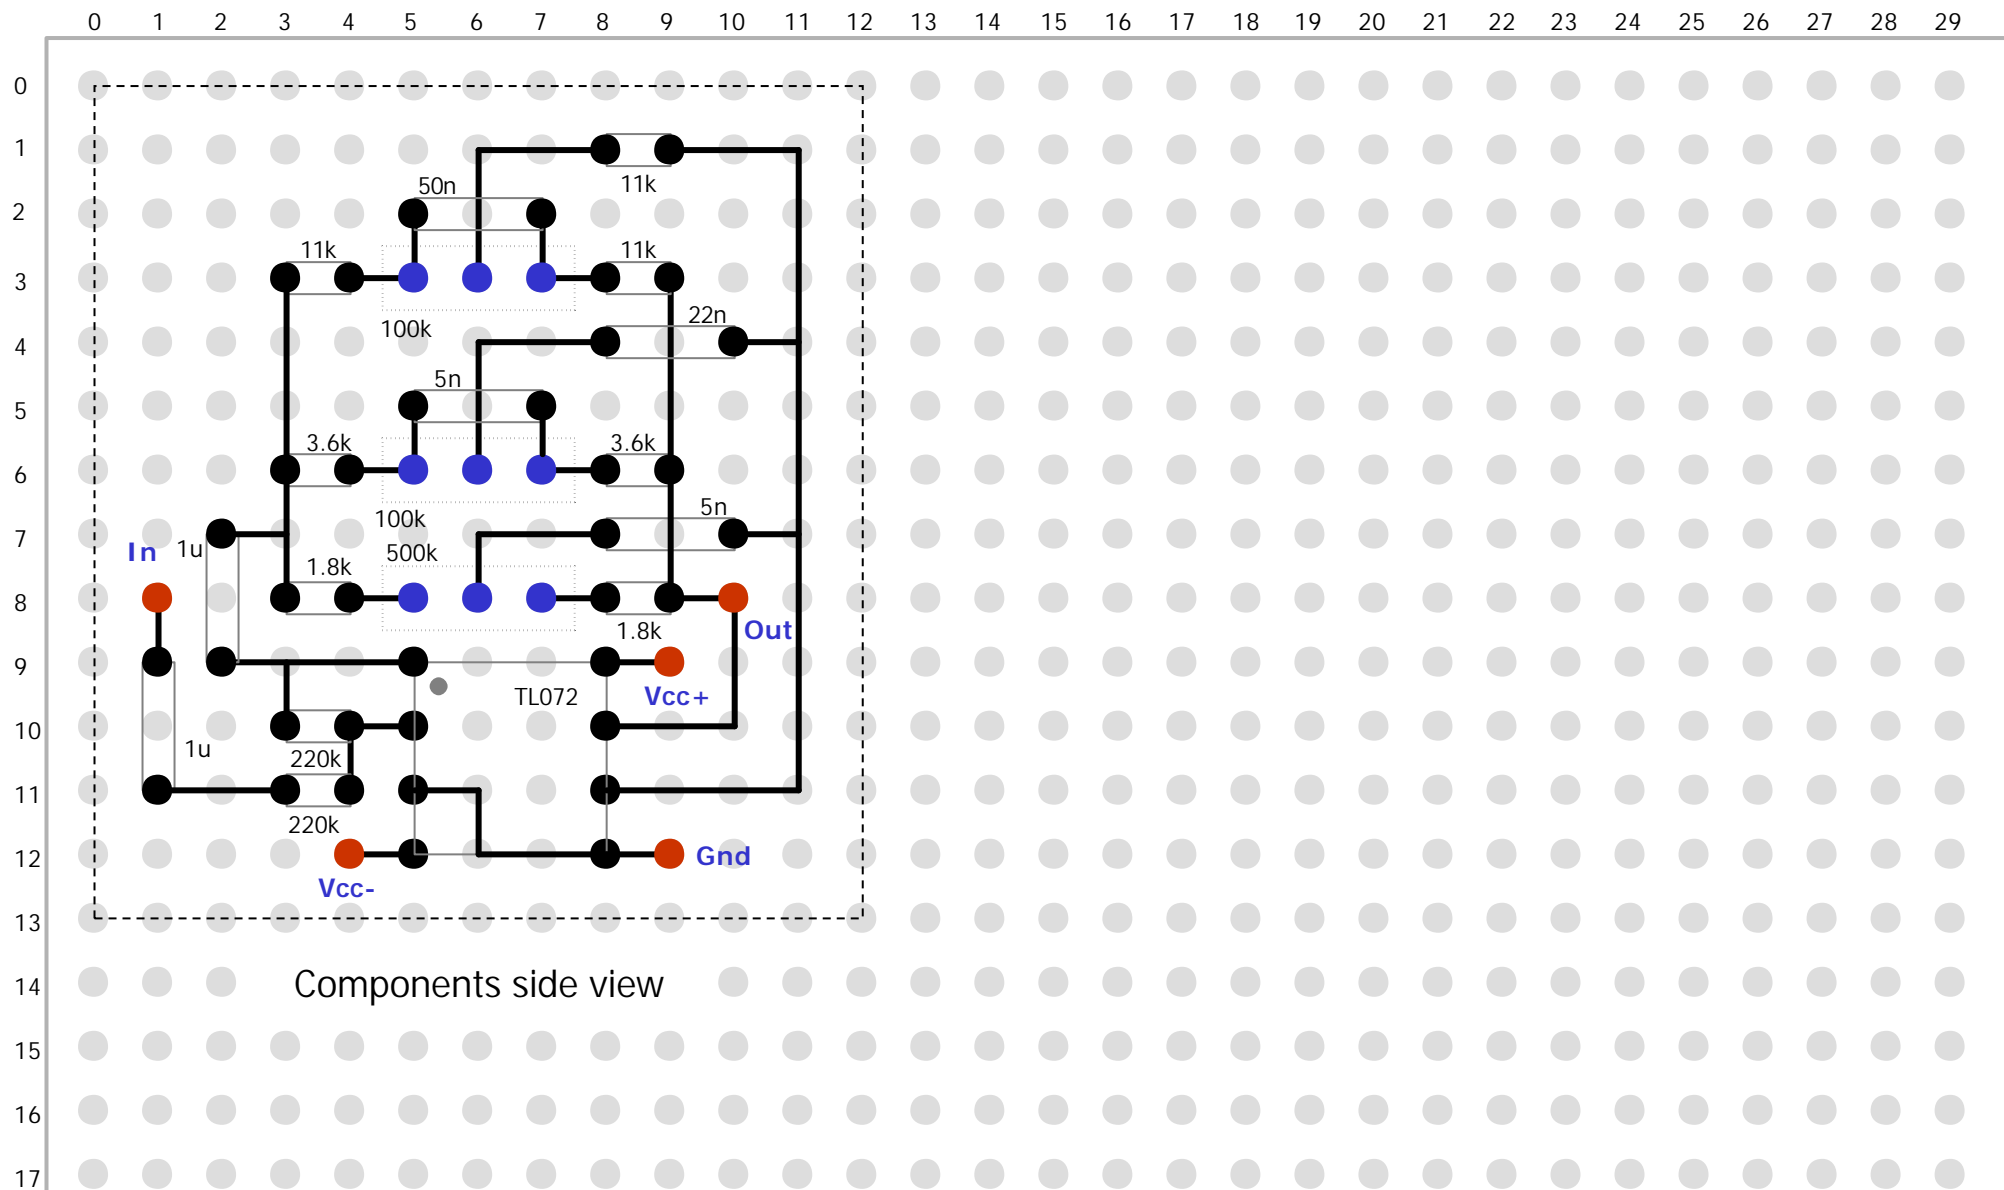 0 1 2 3 4 5 6 7 8 9 10 11 12 13 14 15 16 17 18 19 20 21 22 23 24 25 26 27 28 29
0
1
11k
50n
2
11k 11k
3
22n
100k
4
5n
5
3.6k 3.6k
6
5n
100k
7
In 1u 500k
1.8k
8
1.8k Out
9
TL072 Vcc+
10
1u 220k
11
220k
12 Gnd
Vcc-
13
14 Components side view
15
16
17